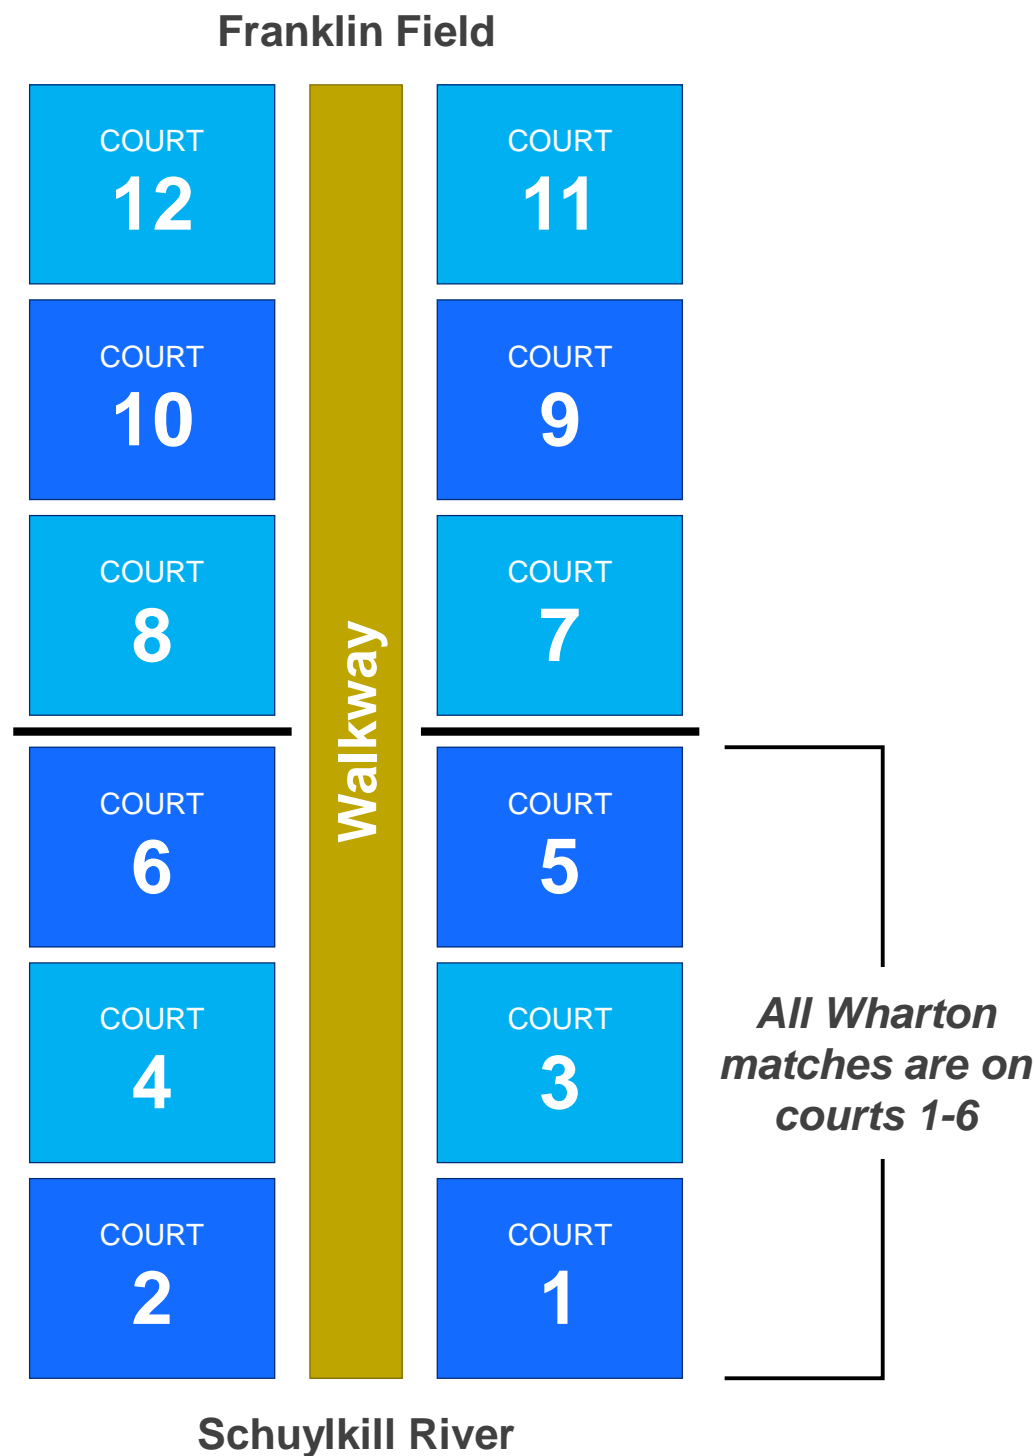 Franklin Field
COURT
12
COURT
11
COURT
10
COURT
9
COURT
8
COURT
7
Walkway
COURT
6
COURT
5
COURT
4
COURT
3
All Wharton
matches are on
courts 1-6
COURT
2
COURT
1
Schuylkill River